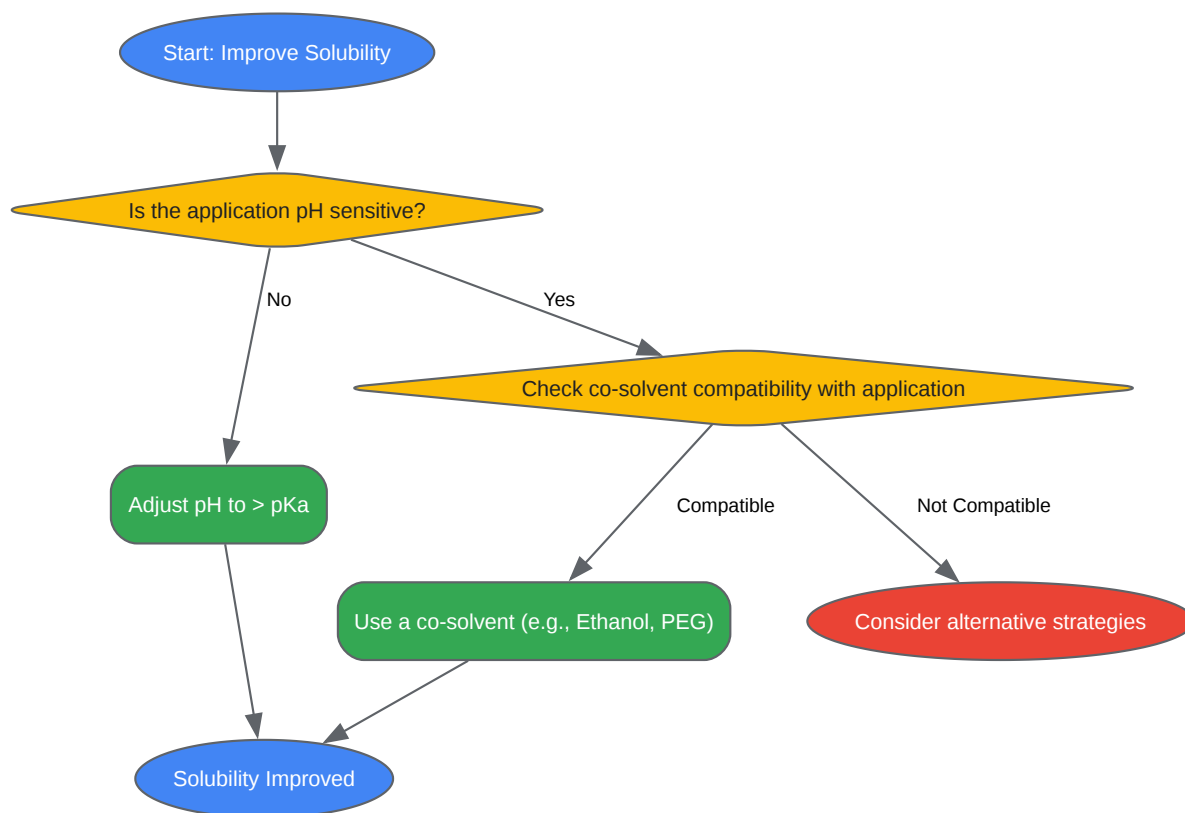 Start: Improve Solubility
Is the application pH sensitive?
No
Yes
Check co-solvent compatibility with application
Adjust pH to > pKa
Compatible
Not Compatible
Use a co-solvent (e.g., Ethanol, PEG)
Consider alternative strategies
Solubility Improved